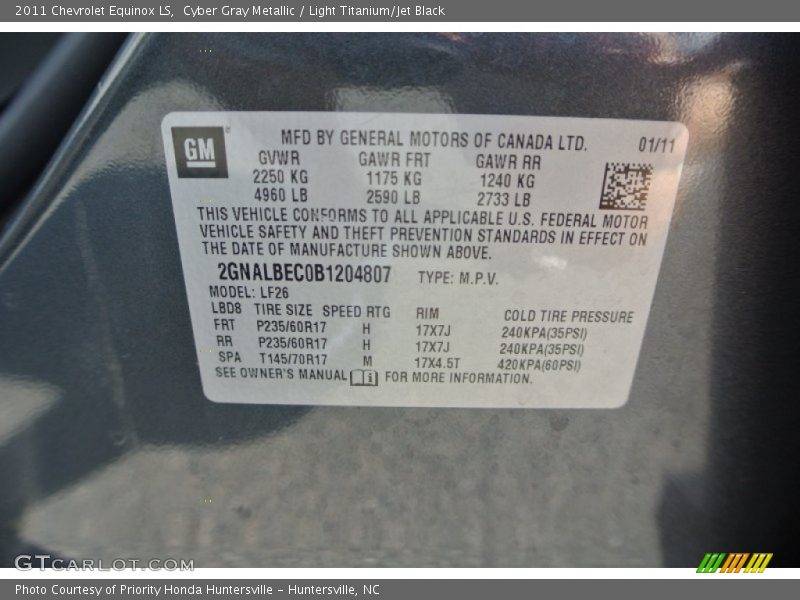 2011 Chevrolet Equinox LS, Cyber Gray Metallic / Light Titanium/Jet Black
GM
MFD BY GENERAL MOTORS OF CANADA LTD. 01/11
GVWR GAWR FRT GAWR RR
2250 KG 1175 KG 1240 KG
4960 LB 2590 LB 2733 LB
THIS VEHICLE CONFORMS TO ALL APPLICABLE U.S. FEDERAL MOTOR
VEHICLE SAFETY AND THEFT PREVENTION STANDARDS IN EFFECT ON
THE DATE OF MANUFACTURE SHOWN ABOVE.
2GNALBEC0B1204807 TYPE: M.P.V.
MODEL: LF26
LBD8 TIRE SIZE SPEED RTG RIM COLD TIRE PRESSURE
FRT P235/60R17 H 17X7J 240KPA(35PSI)
RR P235/60R17 H 17X7J 240KPA(35PSI)
SPA T145/70R17 M 17X4.5T 420KPA(60PSI)
SEE OWNER'S MANUAL FOR MORE INFORMATION.
GTCARLOT.COM
Photo Courtesy of Priority Honda Huntersville - Huntersville, NC